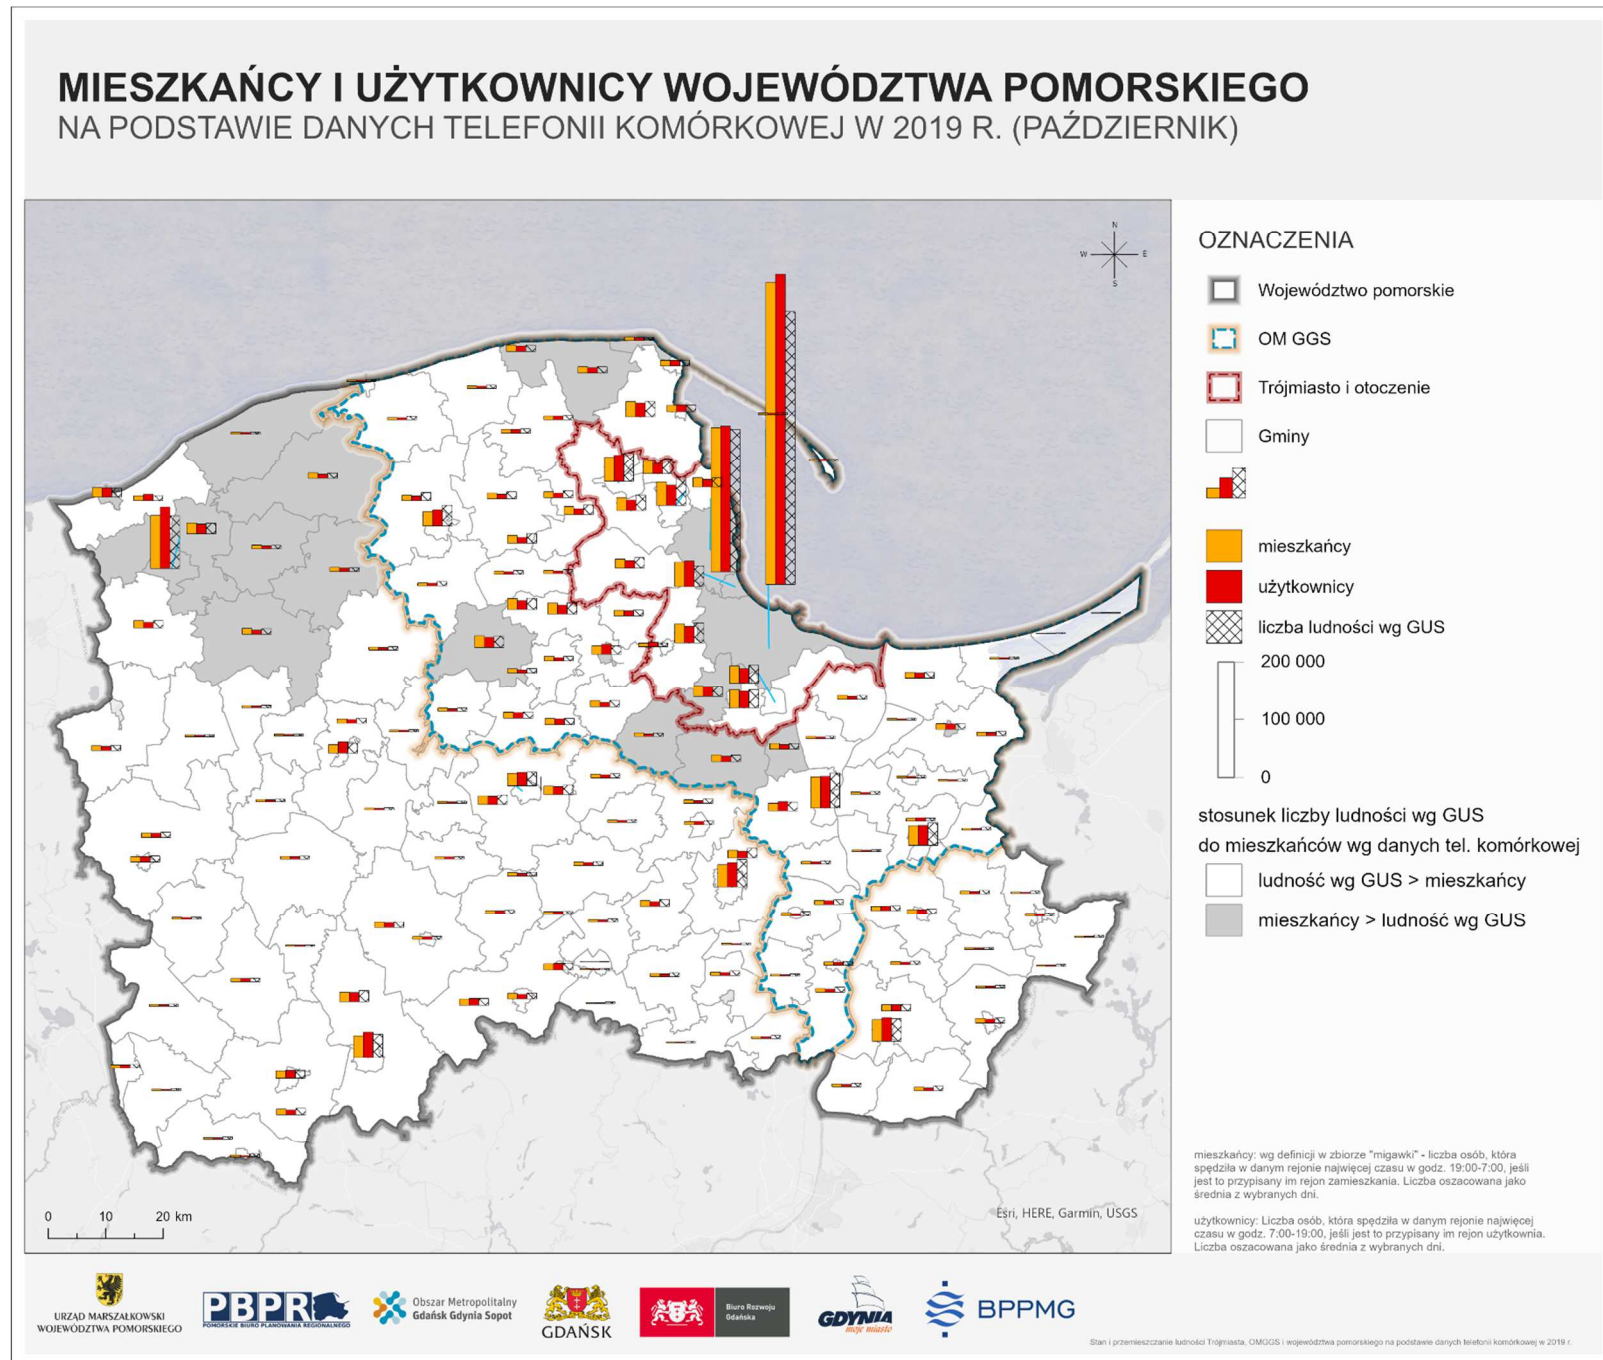 MIESZKAŃCY I UŻYTKOWNICY WOJEWÓDZTWA POMORSKIEGO
NA PODSTAWIE DANYCH TELEFONII KOMÓRKOWEJ W 2019 R. (PAŹDZIERNIK)
N
W
E
S
OZNACZENIA
Województwo pomorskie
OM GGS
Trójmiasto i otoczenie
Gminy
mieszkańcy
użytkownicy
liczba ludności wg GUS
200 000
100 000
0
stosunek liczby ludności wg GUS
do mieszkańców wg danych tel. komórkowej
ludność wg GUS > mieszkańcy
mieszkańcy > ludność wg GUS
mieszkańcy: wg definicji w zbiorze "migawki" - liczba osób, która
spędziła w danym rejonie najwięcej czasu w godz. 19:00-7:00, jeśli
jest to przypisany im rejon zamieszkania. Liczba oszacowana jako
średnia z wybranych dni.
użytkownicy: Liczba osób, która spędziła w danym rejonie najwięcej
czasu w godz. 7:00-19:00, jeśli jest to przypisany im rejon użytkownia.
Liczba oszacowana jako średnia z wybranych dni.
0 10 20 km
Esri, HERE, Garmin, USGS
URZĄD MARSZAŁKOWSKI
WOJEWÓDZTWA POMORSKIEGO
PBPR
POMORSKIE BIURO PLANOWANIA REGIONALNEGO
Obszar Metropolitalny
Gdańsk Gdynia Sopot
GDAŃSK
Biuro Rozwoju
Gdańska
GDYNIA
moje miasto
BPPMG
Stan i przemieszczanie ludności Trójmiasta, OMGGS i województwa pomorskiego na podstawie danych telefonii komórkowej w 2019 r.